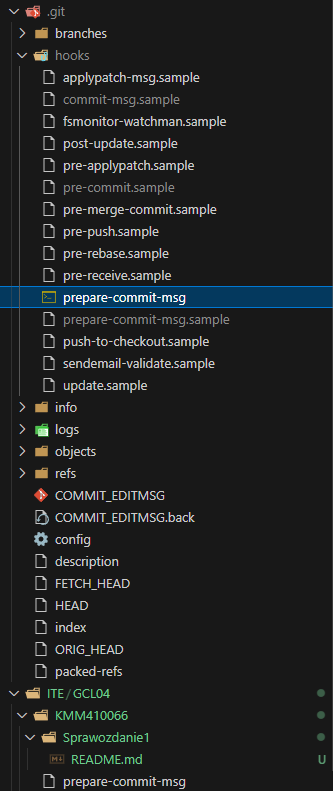 .git
branches
hooks
applypatch-msg.sample
commit-msg.sample
fsmonitor-watchman.sample
post-update.sample
pre-applypatch.sample
pre-commit.sample
pre-merge-commit.sample
pre-push.sample
pre-rebase.sample
pre-receive.sample
prepare-commit-msg
prepare-commit-msg.sample
push-to-checkout.sample
sendemail-validate.sample
update.sample
info
logs
objects
refs
COMMIT_EDITMSG
COMMIT_EDITMSG.back
config
description
FETCH_HEAD
HEAD
index
ORIG_HEAD
packed-refs
ITE / GCL04
KMM410066
Sprawozdanie1
README.md U
prepare-commit-msg